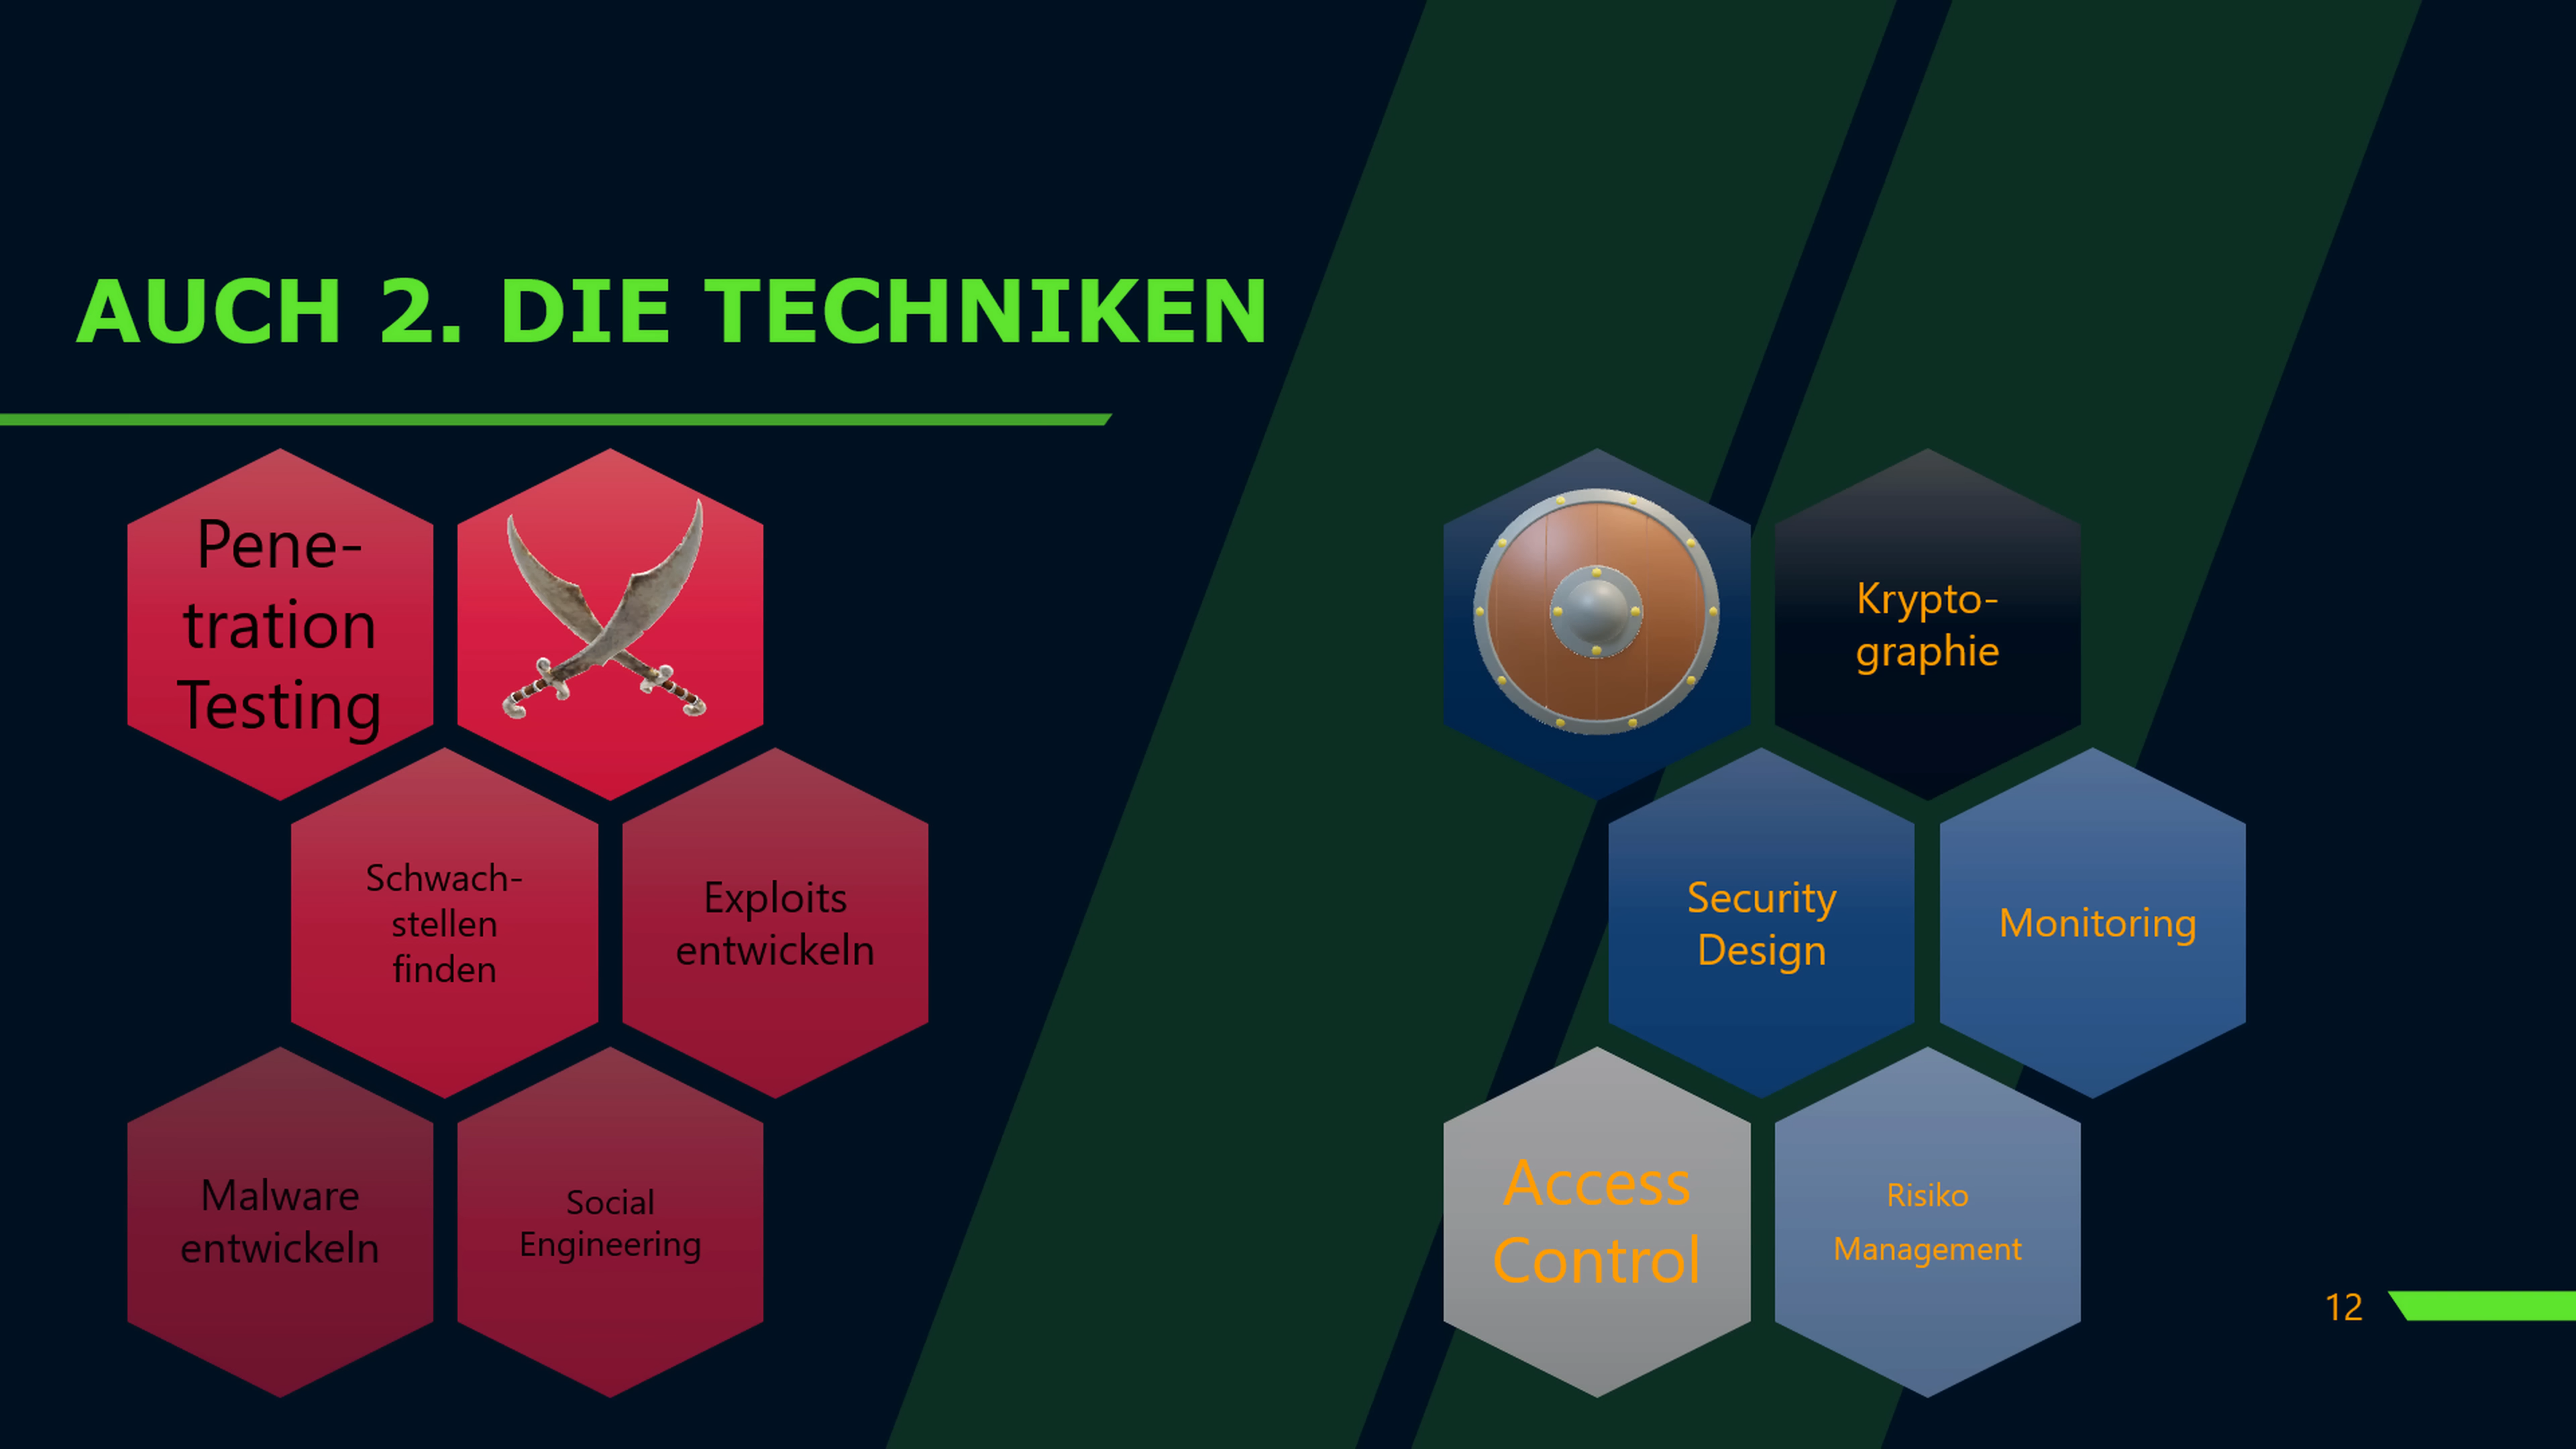 AUCH 2. DIE TECHNIKEN
Pene-
tration
Testing
Schwach-
stellen
finden
Exploits
entwickeln
Malware
entwickeln
Social
Engineering
Krypto-
graphie
Security
Design
Monitoring
Access
Control
Risiko
Management
12